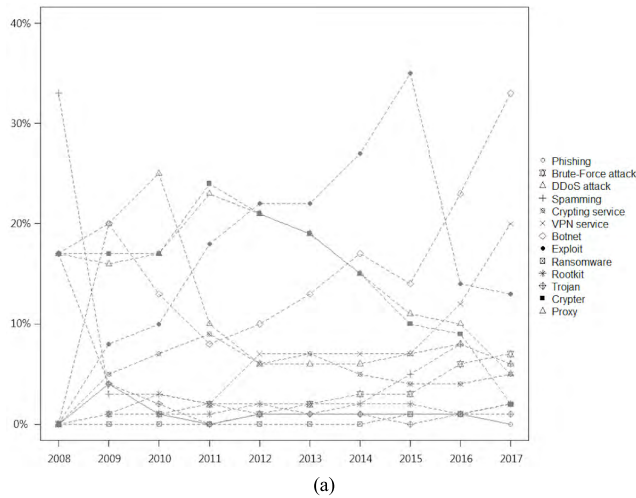 40%
30%
20%
10%
0%
2008 2009 2010 2011 2012 2013 2014 2015 2016 2017
Phishing
Brute-Force attack
DDoS attack
Spamming
Crypting service
VPN service
Botnet
Exploit
Ransomware
Rootkit
Trojan
Crypter
Proxy
(a)